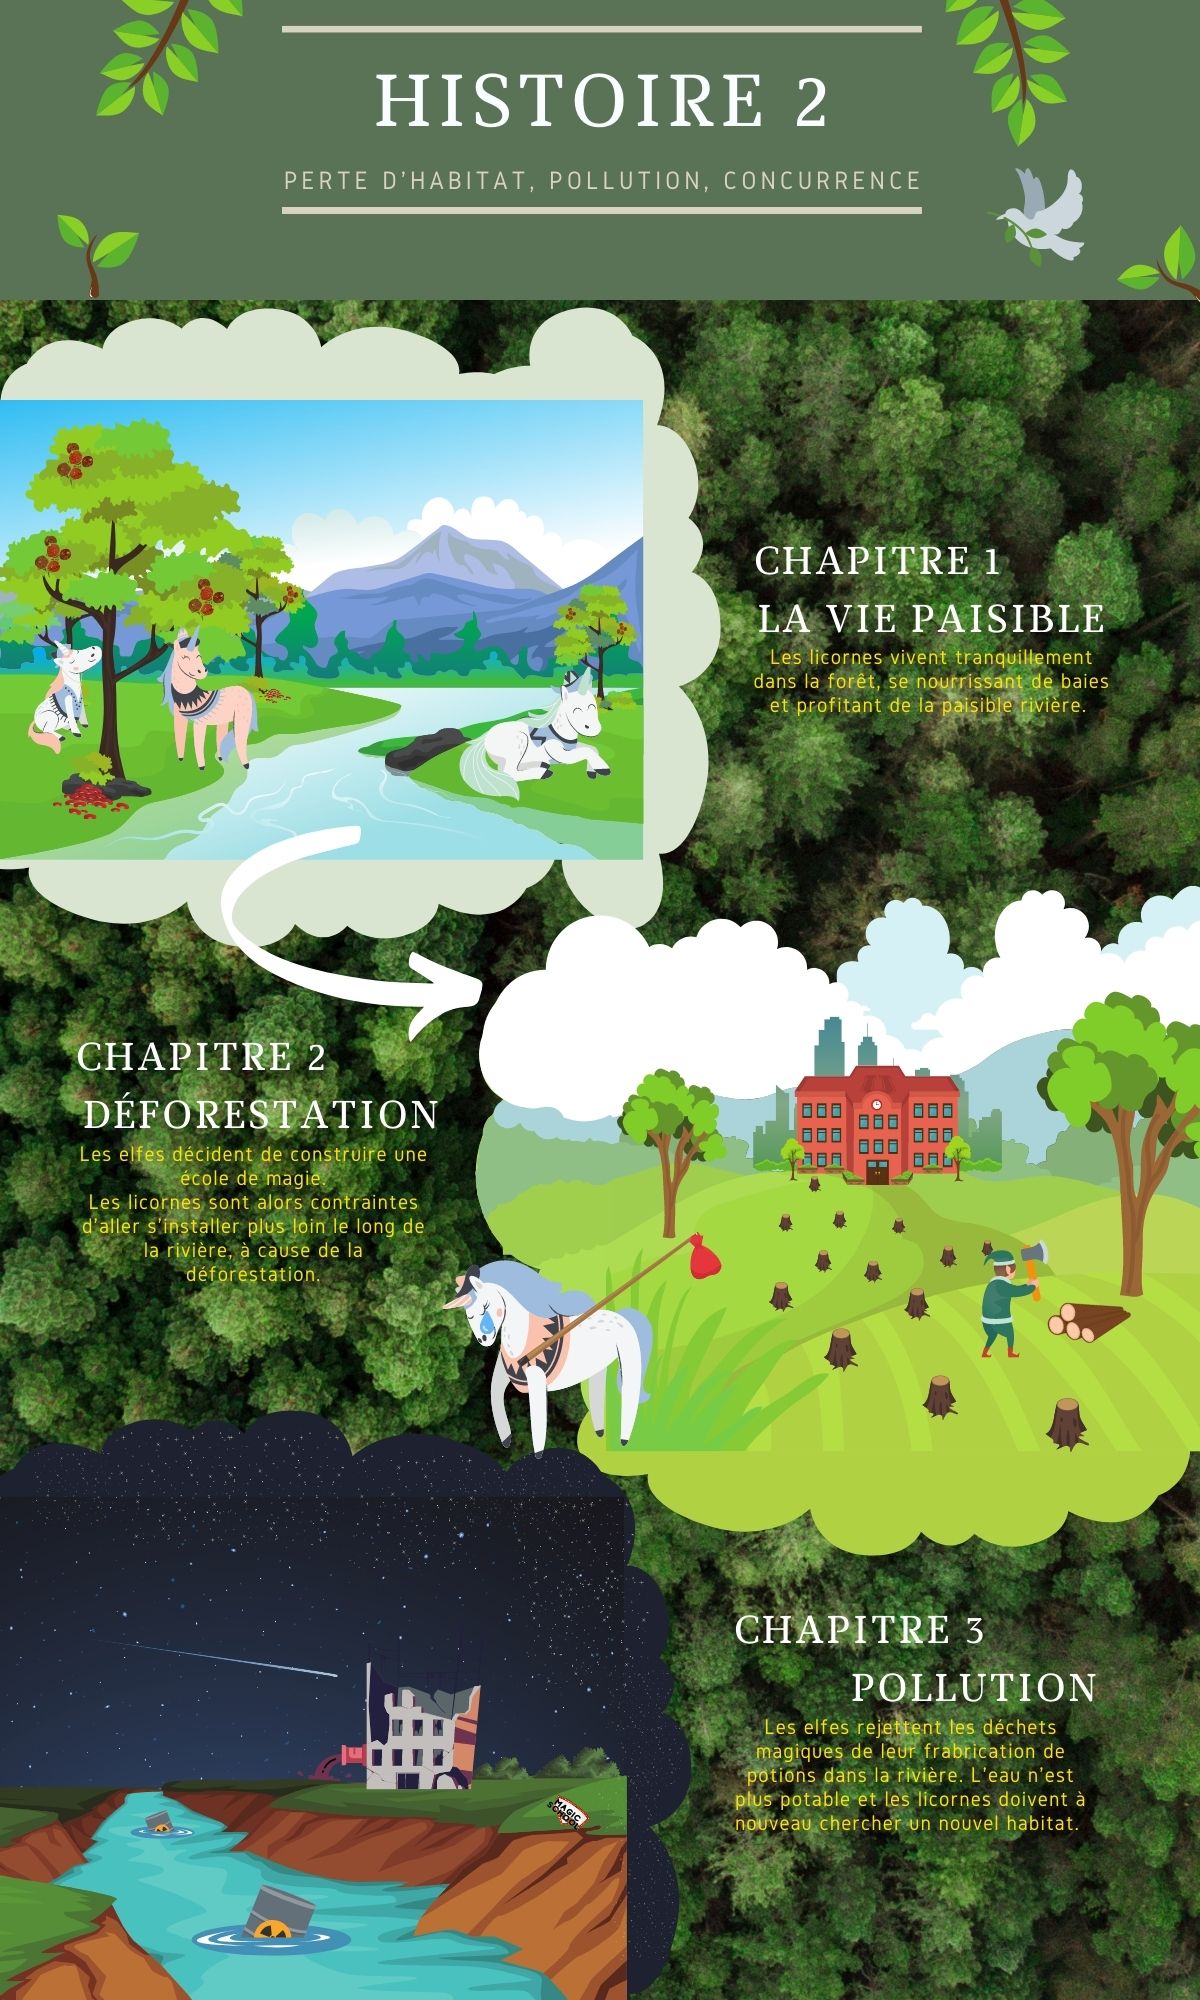 HISTOIRE 2
PERTE D'HABITAT, POLLUTION, CONCURRENCE
CHAPITRE 1
LA VIE PAISIBLE
Les licornes vivent tranquillement
dans la forêt, se nourrissant de baies
et profitant de la paisible rivière.
CHAPITRE 2
DÉFORESTATION
Les elfes décident de construire une
école de magie.
Les licornes sont alors contraintes
d'aller s'installer plus loin le long de
la rivière, à cause de la
déforestation.
CHAPITRE 3
POLLUTION
Les elfes rejettent les déchets
magiques de leur frabrication de
potions dans la rivière. L'eau n'est
plus potable et les licornes doivent à
nouveau chercher un nouvel habitat.
MAGIC
SCHOOL